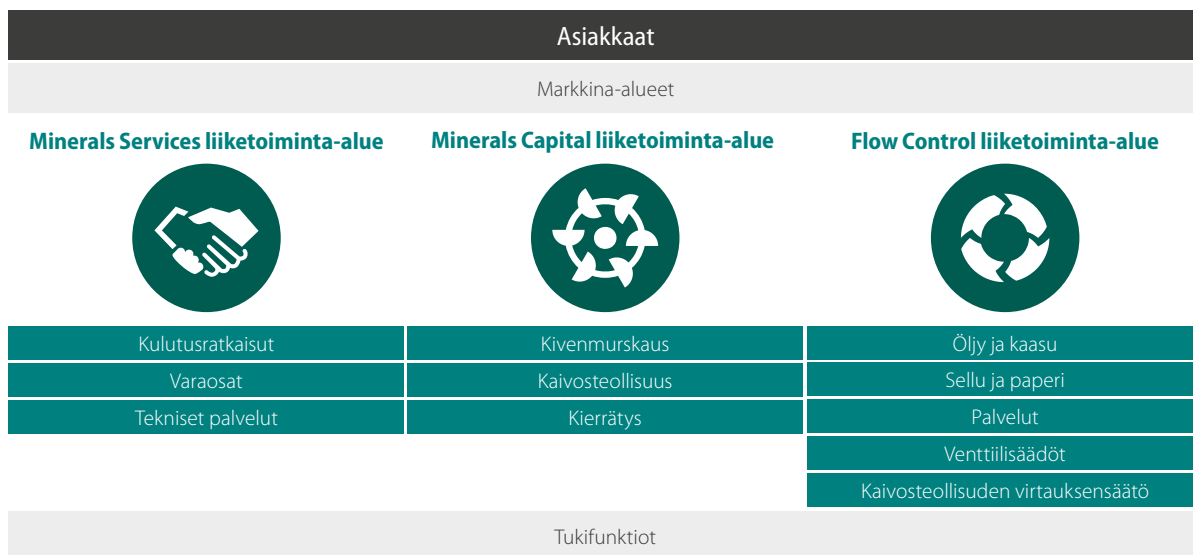 Asiakkaat
Markkina-alueet
Minerals Services liiketoiminta-alue
Kulutusratkaisut
Varaosat
Tekniset palvelut
Minerals Capital liiketoiminta-alue
Kivenmurskaus
Kaivosteollisuus
Kierrätys
Flow Control liiketoiminta-alue
Öljy ja kaasu
Sellu ja paperi
Palvelut
Venttiilisäädöt
Kaivosteollisuden virtauksensäätö
Tukifunktiot